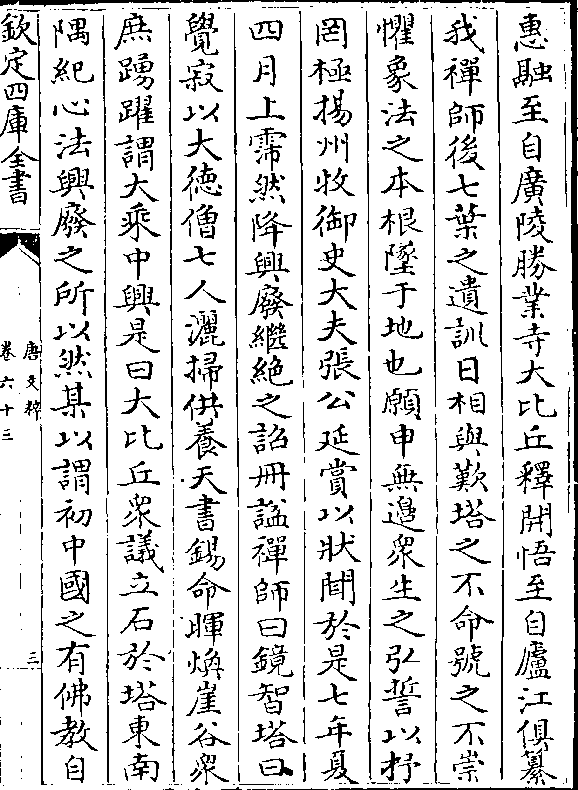 惠融至自廣陵勝業寺大比丘釋開悟至自廬江俱纂
我禪師後七葉之遺訓日相與歎塔之不命號之不崇
懼象法之本根墜于地也願申無邊衆生之弘誓以抒
罔極揚州牧御史大夫張公延賞以狀聞於是七年夏
四月上霈然降興廢繼絶之詔冊諡禪師曰鏡智塔曰
覺寂以大德僧七人灑掃供養天書錫命暉煥崖谷衆
庶踴躍謂大乘中興是曰大比丘衆議立石於塔東南
隅紀心法興廢之所以然某以謂初中國之有佛教自
欽定四庫全書
唐文粹
卷六十三
三